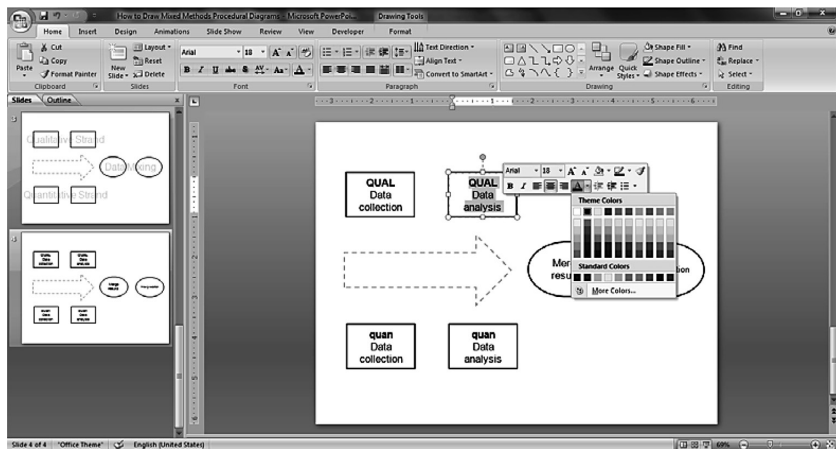 How to Draw Mixed Methods Procedural Diagrams - Microsoft PowerPoi...
Drawing Tools
Home Insert Design Animations Slide Show Review View Developer Format
Cut
Copy
Format Painter
Paste
Clipboard
New Slide
Layout
Reset
Delete
Slides
Arial 18
Font
Text Direction
Align Text
Convert to SmartArt
Paragraph
Arrange
Quick Styles
Shape Fill
Shape Outline
Shape Effects
Drawing
Find
Replace
Select
Editing
Slides Outline
Qualitative Strand
Data Mixing
Quantitative Strand
QUAL
Data
collection
QUAL
Data
analysis
Arial 18
Theme Colors
Standard Colors
More Colors...
Mer
resu
quan
Data
collection
quan
Data
analysis
Slide 4 of 4 "Office Theme" English (United States) 69%